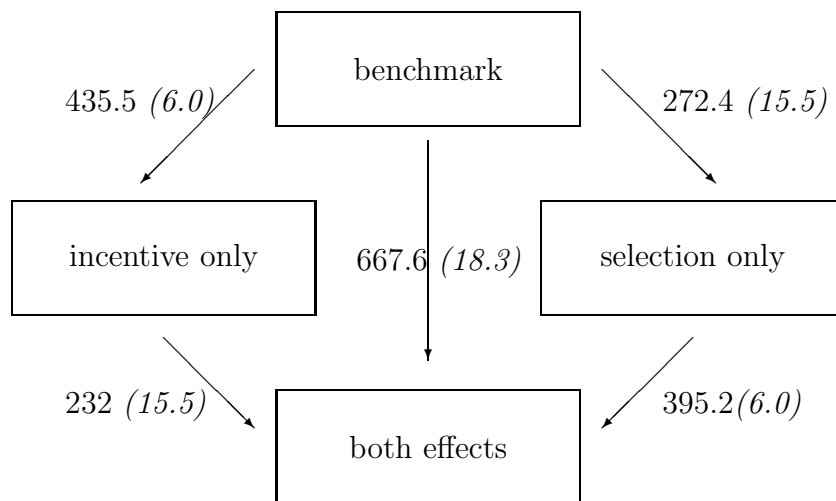 benchmark
435.5 (6.0)
272.4 (15.5)
incentive only
667.6 (18.3)
selection only
232 (15.5)
395.2(6.0)
both effects